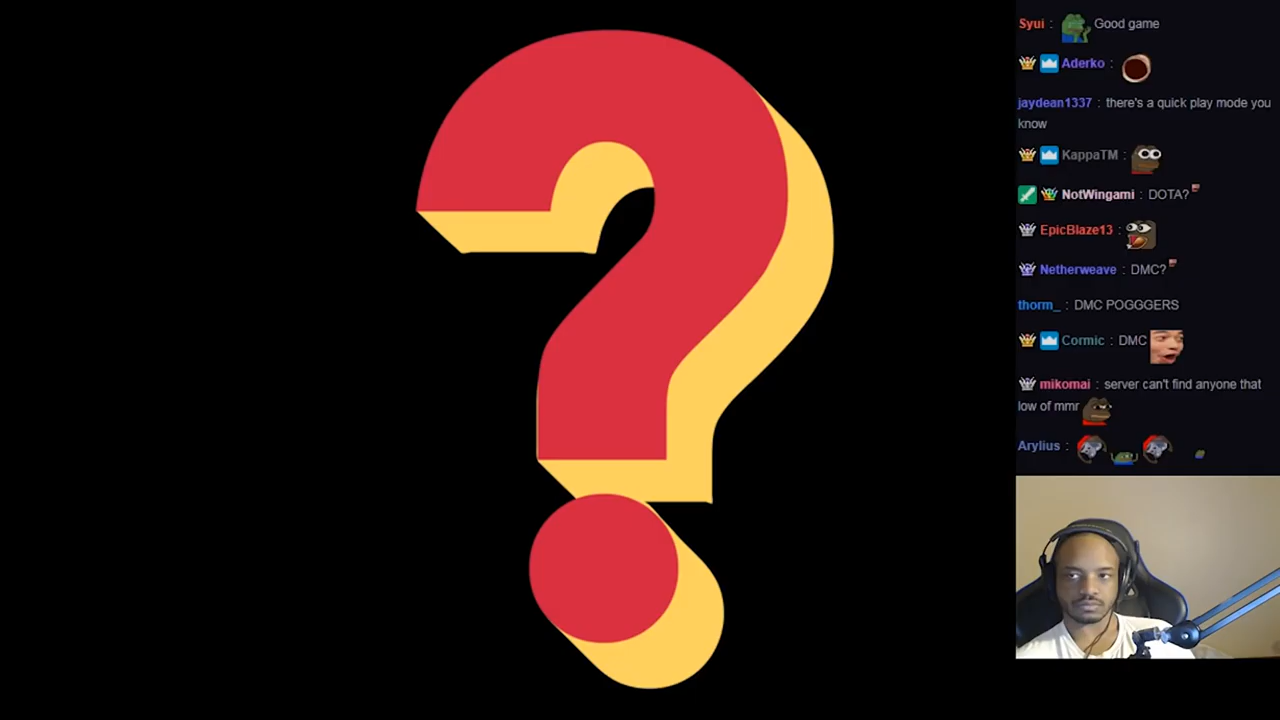 ?
Syui : Good game
Aderko :
jaydean1337 : there's a quick play mode you
know
KappaTM :
NotWingami : DOTA?
EpicBlaze13 :
Netherweave : DMC?
thorm_ : DMC POGGGERS
Cormic : DMC
mikomai : server can't find anyone that
low of mmr
Arylius :